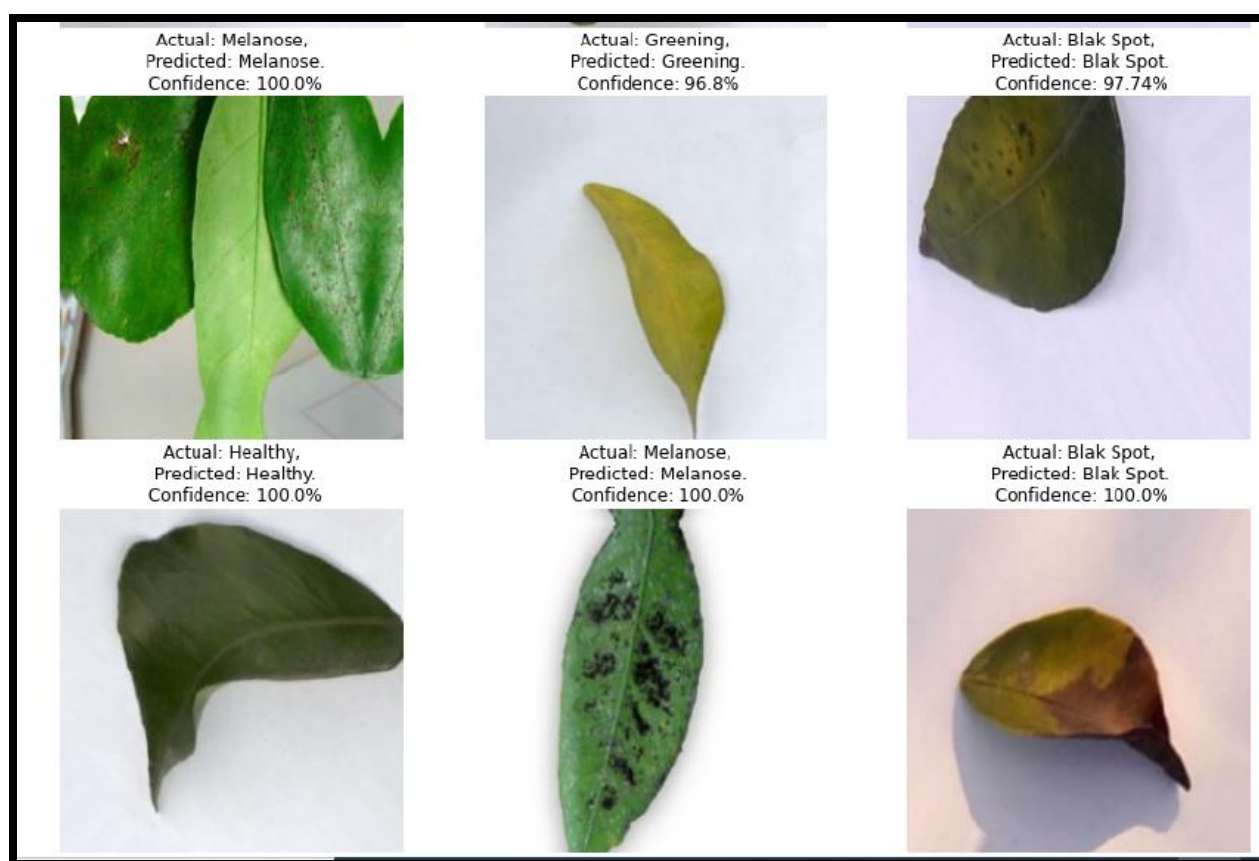 Actual: Melanose,
Predicted: Melanose.
Confidence: 100.0%
Actual: Greening,
Predicted: Greening.
Confidence: 96.8%
Actual: Blak Spot,
Predicted: Blak Spot.
Confidence: 97.74%
Actual: Healthy,
Predicted: Healthy.
Confidence: 100.0%
Actual: Melanose,
Predicted: Melanose.
Confidence: 100.0%
Actual: Blak Spot,
Predicted: Blak Spot.
Confidence: 100.0%